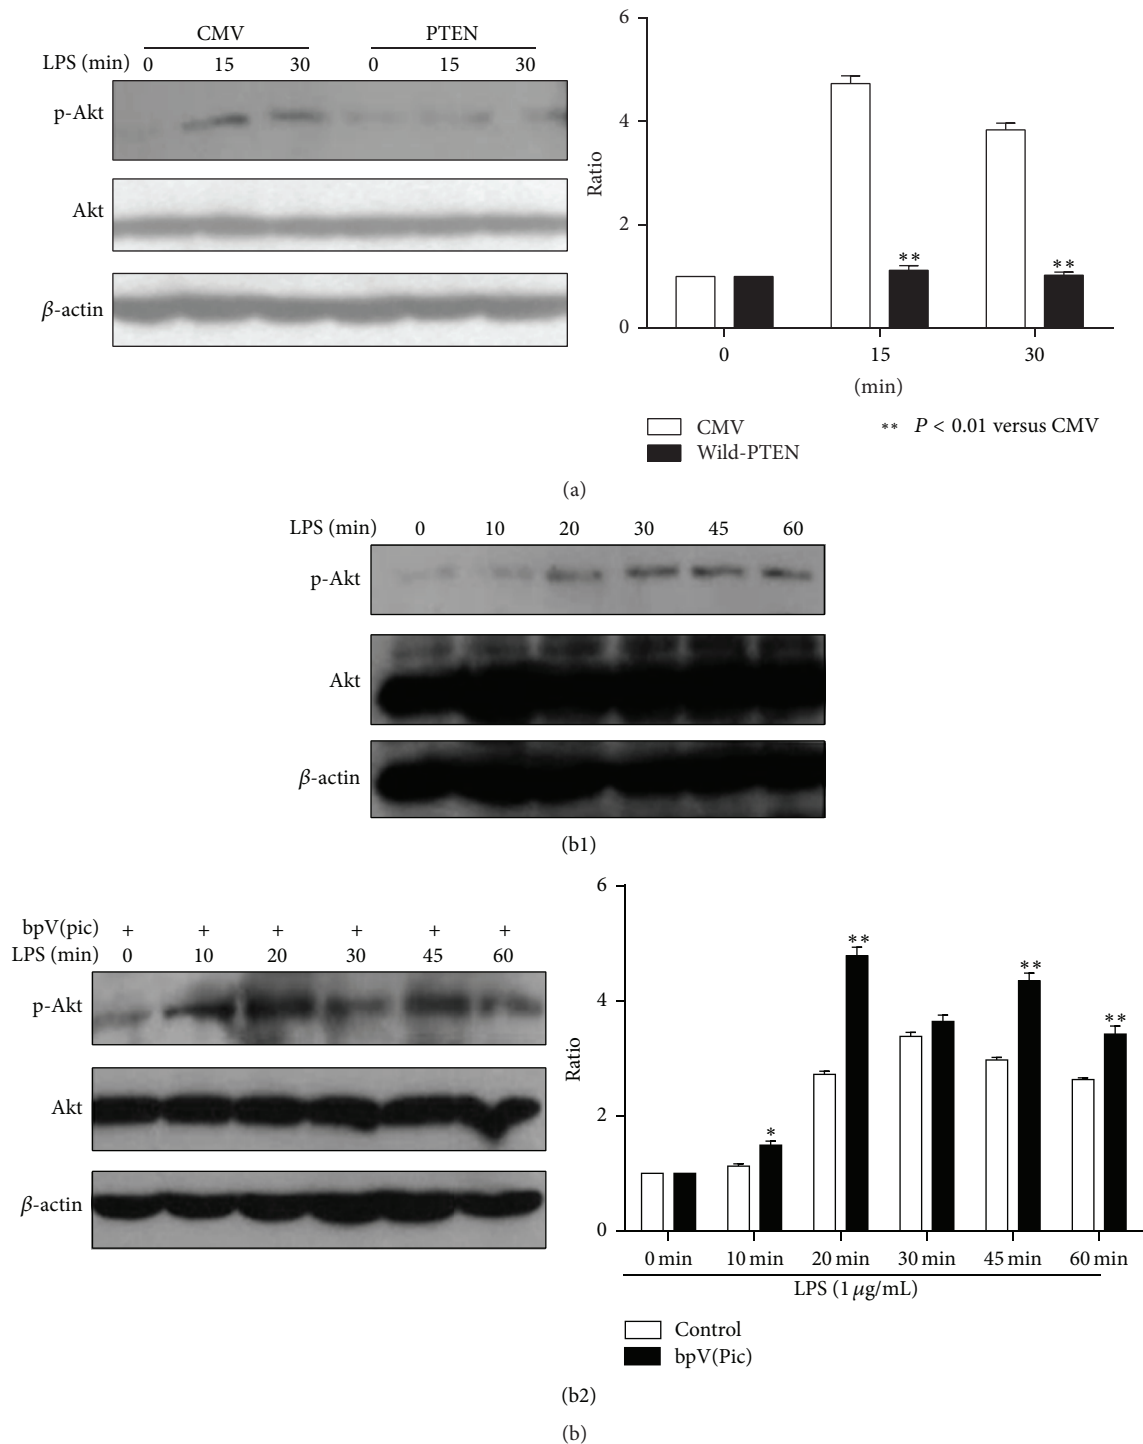 CMV PTEN
LPS (min) 0 15 30 0 15 30
p-Akt
Akt
β-actin
6
4
2
0
Ratio
** **
0 15 30
(min)
CMV
Wild-PTEN
** P < 0.01 versus CMV
(a)
LPS (min) 0 10 20 30 45 60
p-Akt
Akt
β-actin
(b1)
bpV(pic) + + + + + +
LPS (min) 0 10 20 30 45 60
p-Akt
Akt
β-actin
6
4
2
0
Ratio
* ** ** **
0 min 10 min 20 min 30 min 45 min 60 min
LPS (1 μg/mL)
Control
bpV(Pic)
(b2)
(b)